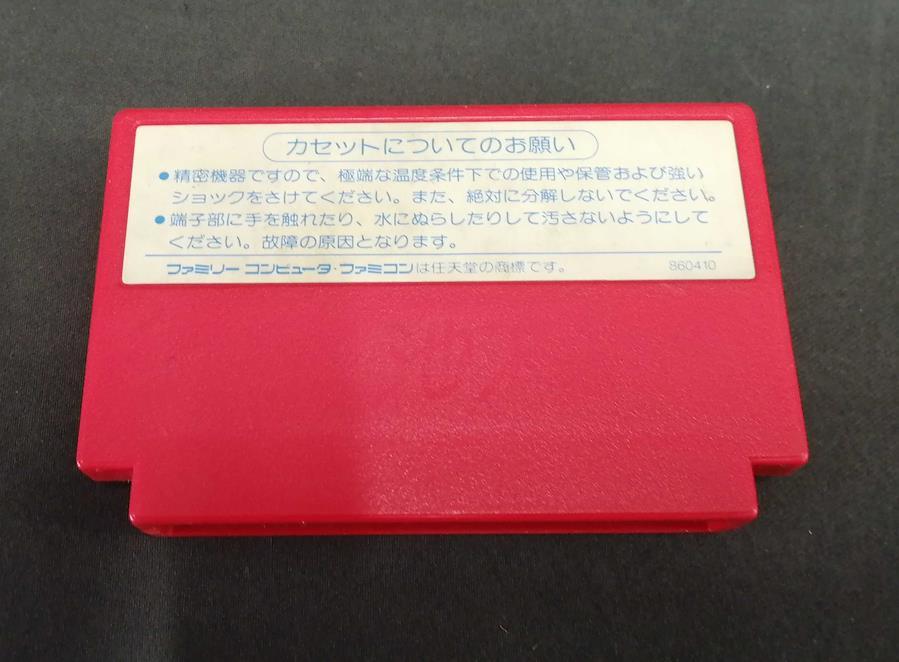 カセットについてのお願い
●精密機器ですので、極端な温度条件下での使用や保管および強い
ショックをさけてください。また、絶対に分解しないでください。
●端子部に手を触れたり、水にぬらしたりして汚さないようにして
ください。故障の原因となります。
ファミリー コンピュータ・ファミコンは任天堂の商標です。 860410